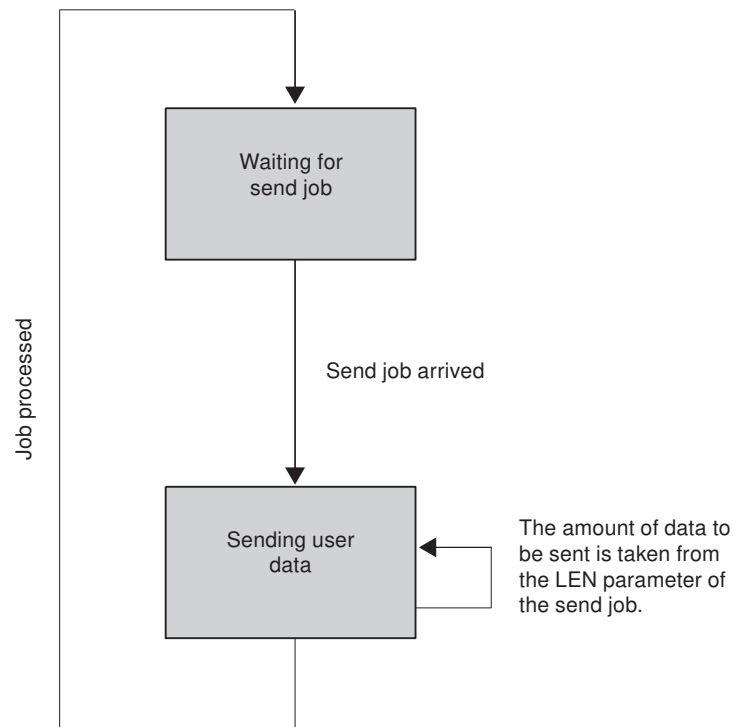 Waiting for
send job
Job processed
Send job arrived
Sending user
data
The amount of data to
be sent is taken from
the LEN parameter of
the send job.